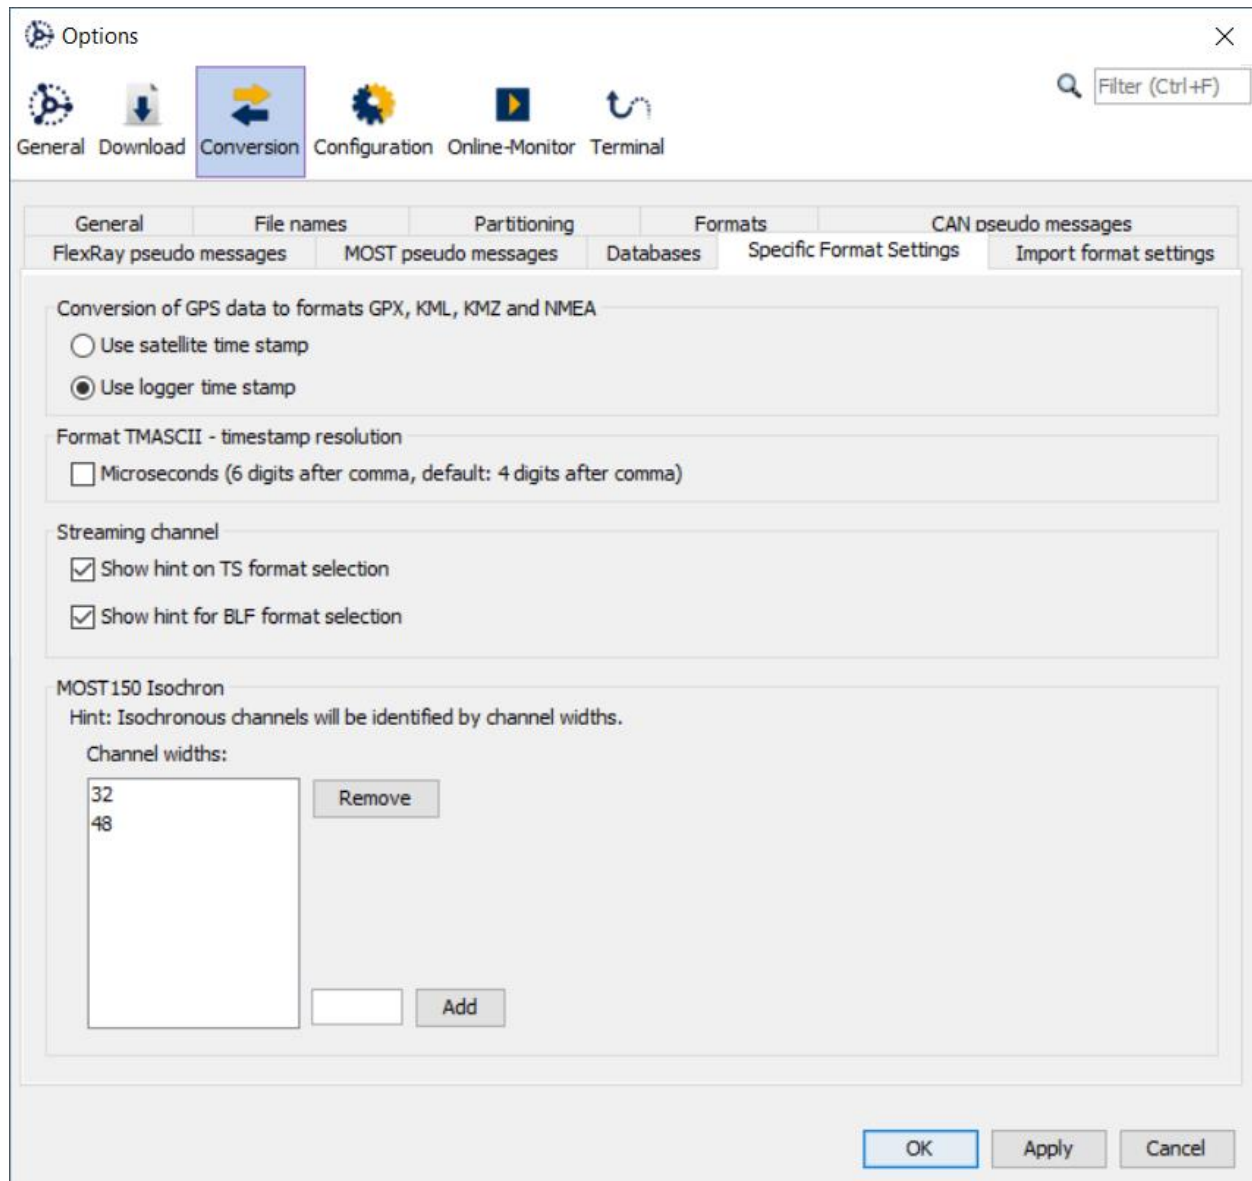 Options
Filter (Ctrl+F)
General Download Conversion Configuration Online-Monitor Terminal
General File names Partitioning Formats CAN pseudo messages
FlexRay pseudo messages MOST pseudo messages Databases Specific Format Settings Import format settings
Conversion of GPS data to formats GPX, KML, KMZ and NMEA
Use satellite time stamp
Use logger time stamp
Format TMASCII - timestamp resolution
Microseconds (6 digits after comma, default: 4 digits after comma)
Streaming channel
Show hint on TS format selection
Show hint for BLF format selection
MOST150 Isochron
Hint: Isochronous channels will be identified by channel widths.
Channel widths:
32
Remove
48
Add
OK Apply Cancel